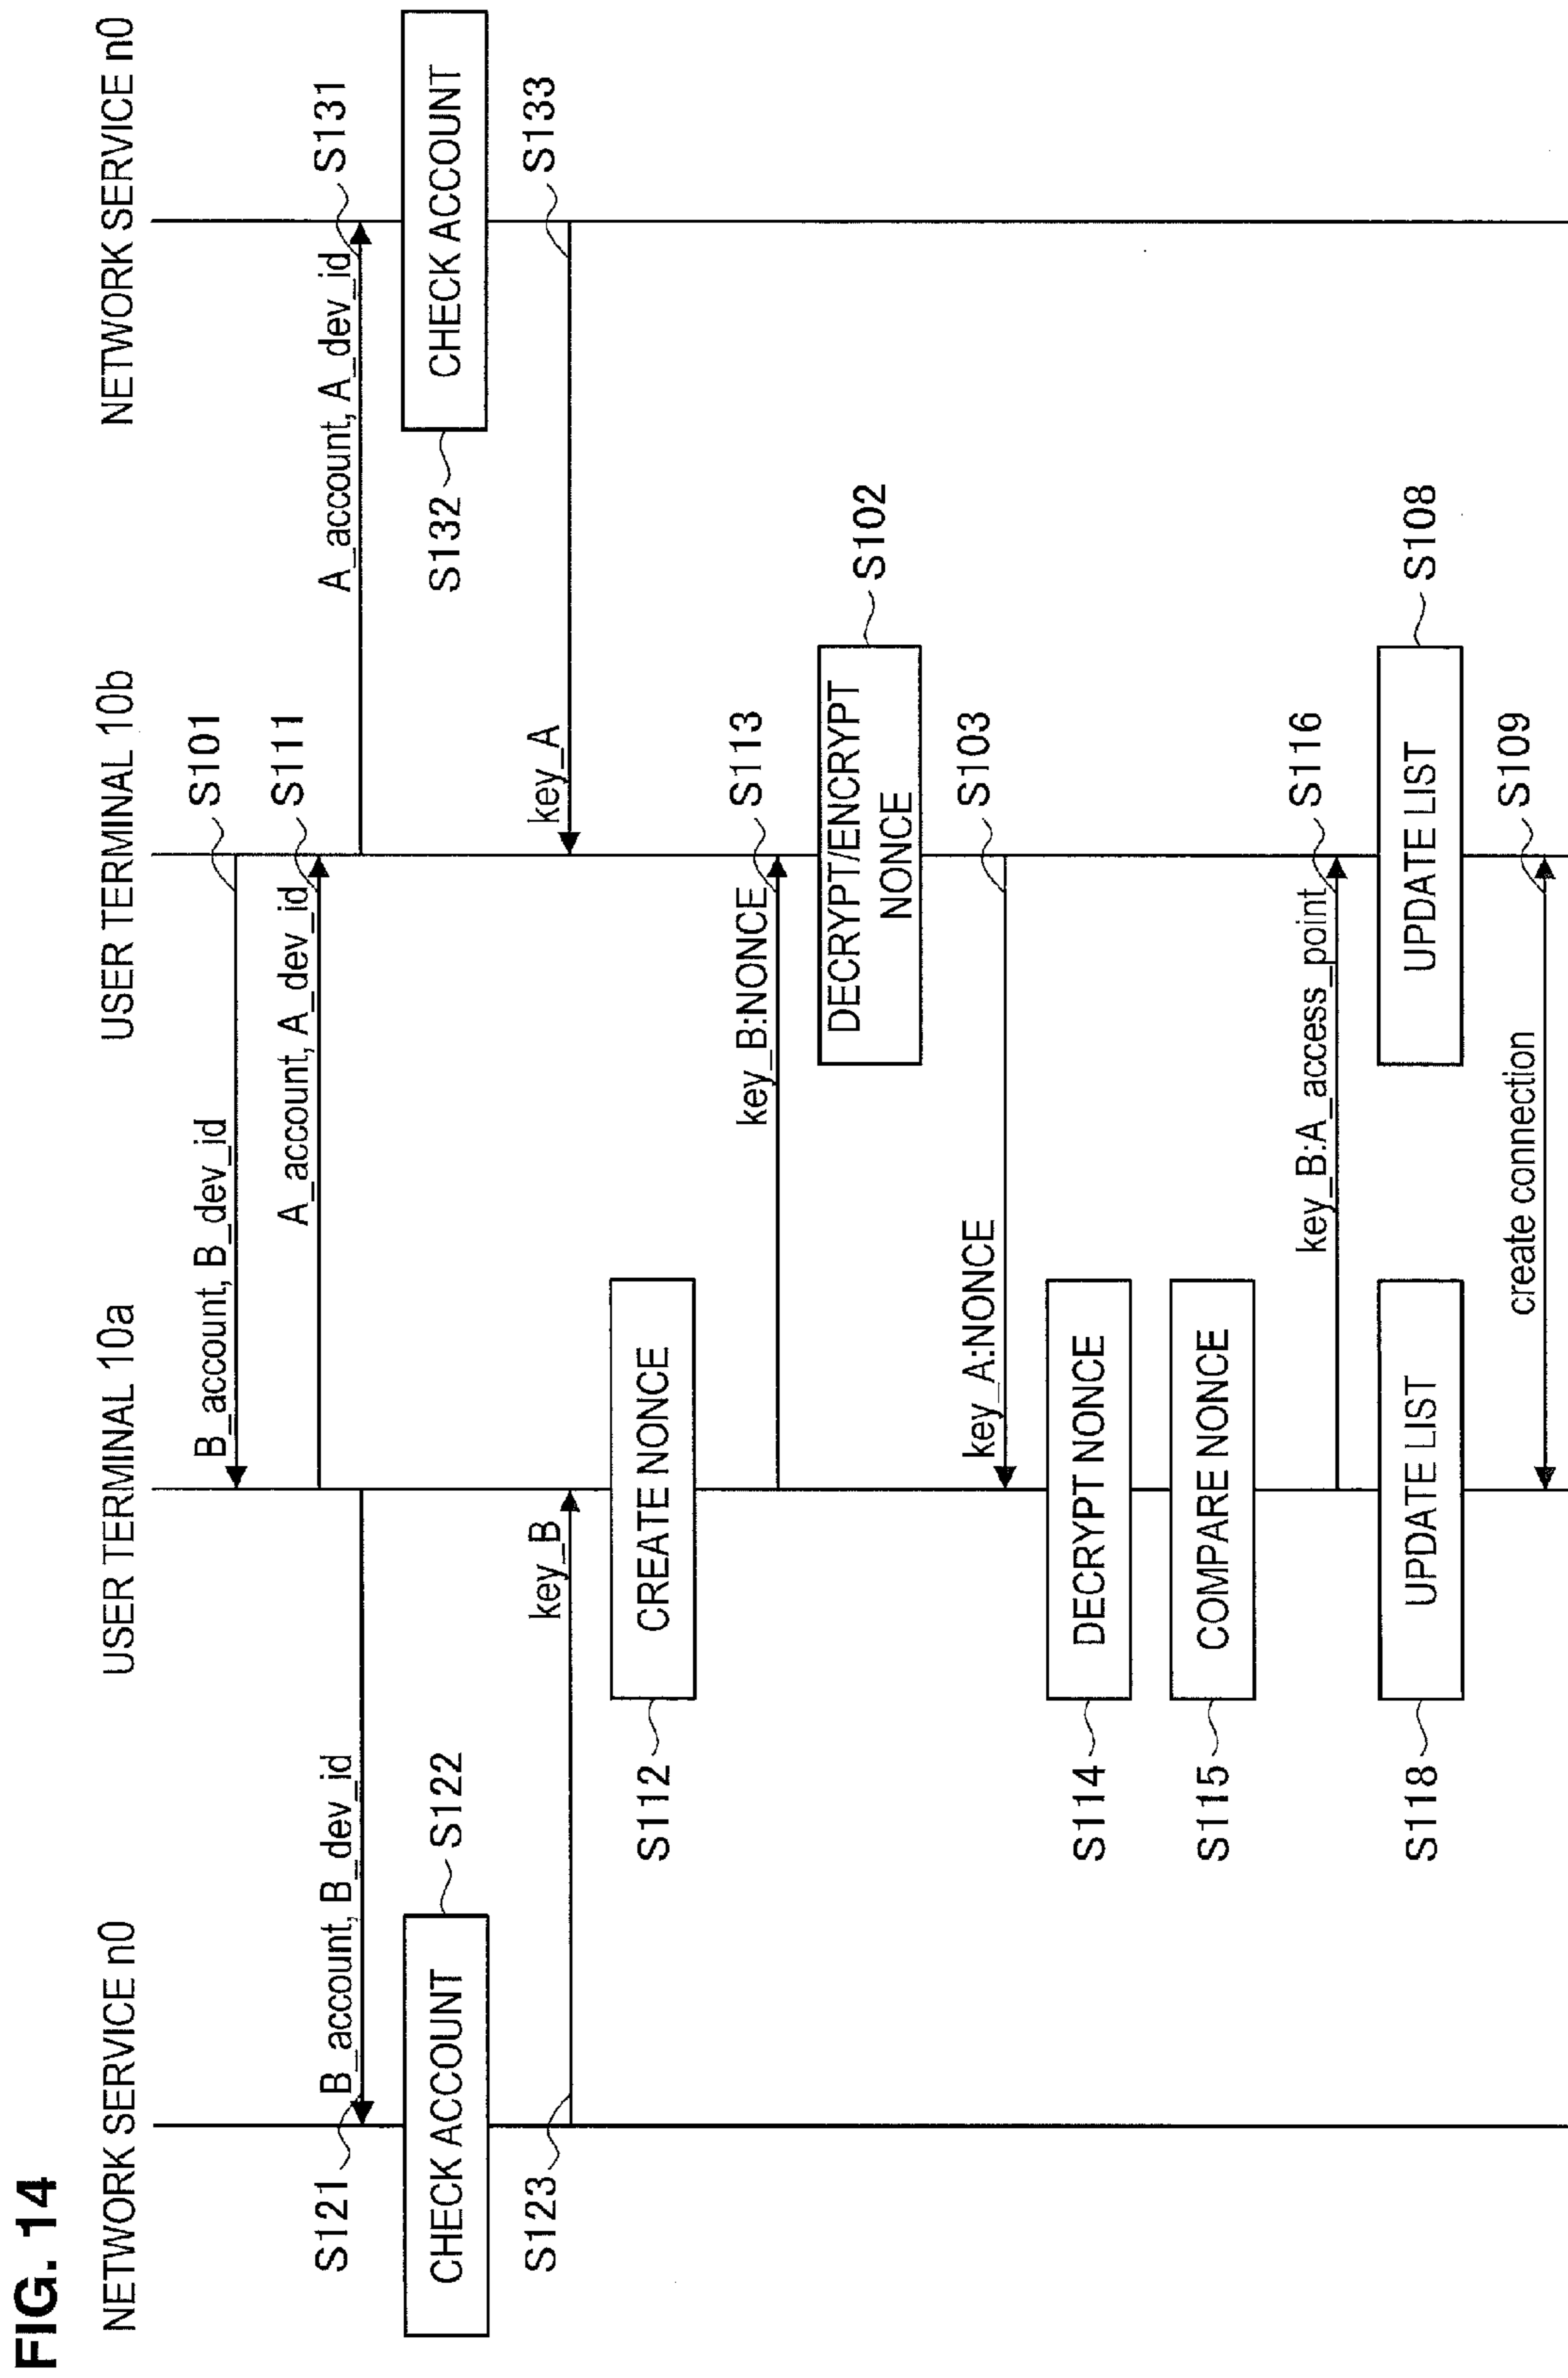 FIG. 14
NETWORK SERVICE n0
USER TERMINAL 10a
USER TERMINAL 10b
NETWORK SERVICE n0
B_account, B_dev_id
S101
A_account, A_dev_id
S111
S121
B_account, B_dev_id
A_account, A_dev_id
S131
CHECK ACCOUNT
S122
S132
CHECK ACCOUNT
S123
key_B
key_A
S133
S112
CREATE NONCE
key_B:NONCE
S113
DECRYPT/ENCRYPT
NONCE
S102
key_A:NONCE
S103
S114
DECRYPT NONCE
S115
COMPARE NONCE
key_B:A_access_point
S116
S118
UPDATE LIST
UPDATE LIST
S108
create connection
S109